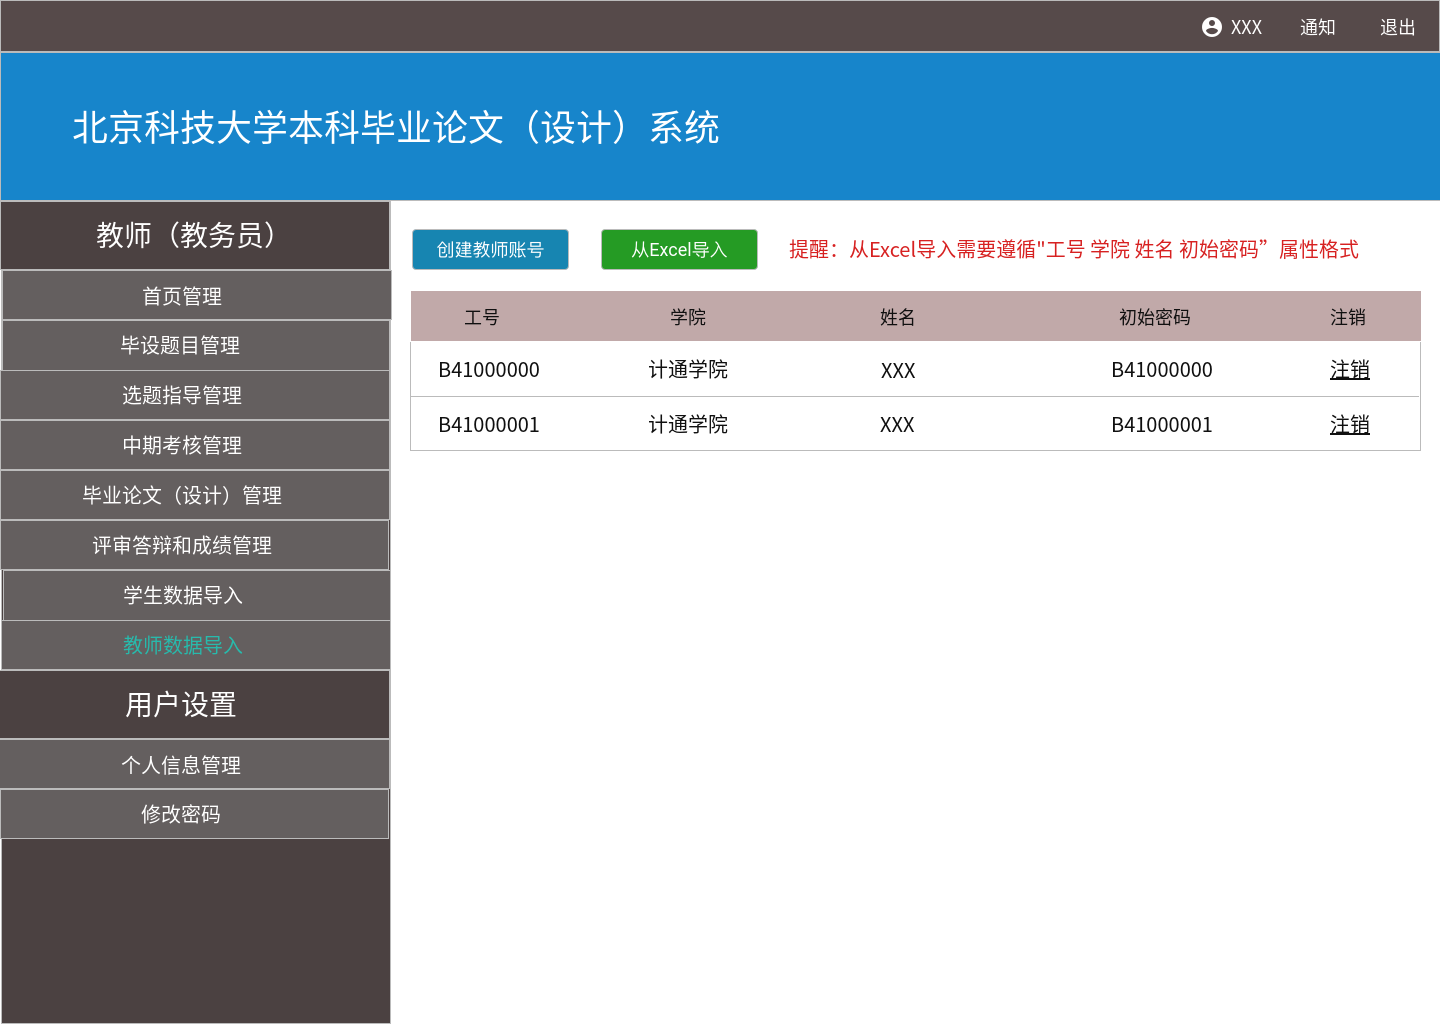 XXX 通知 退出
北京科技大学本科毕业论文（设计）系统
教师（教务员）
首页管理
毕设题目管理
选题指导管理
中期考核管理
毕业论文（设计）管理
评审答辩和成绩管理
学生数据导入
教师数据导入
用户设置
个人信息管理
修改密码
创建教师账号 从Excel导入 提醒：从Excel导入需要遵循"工号 学院 姓名 初始密码”属性格式
工号 学院 姓名 初始密码 注销
B41000000 计通学院 XXX B41000000 注销
B41000001 计通学院 XXX B41000001 注销